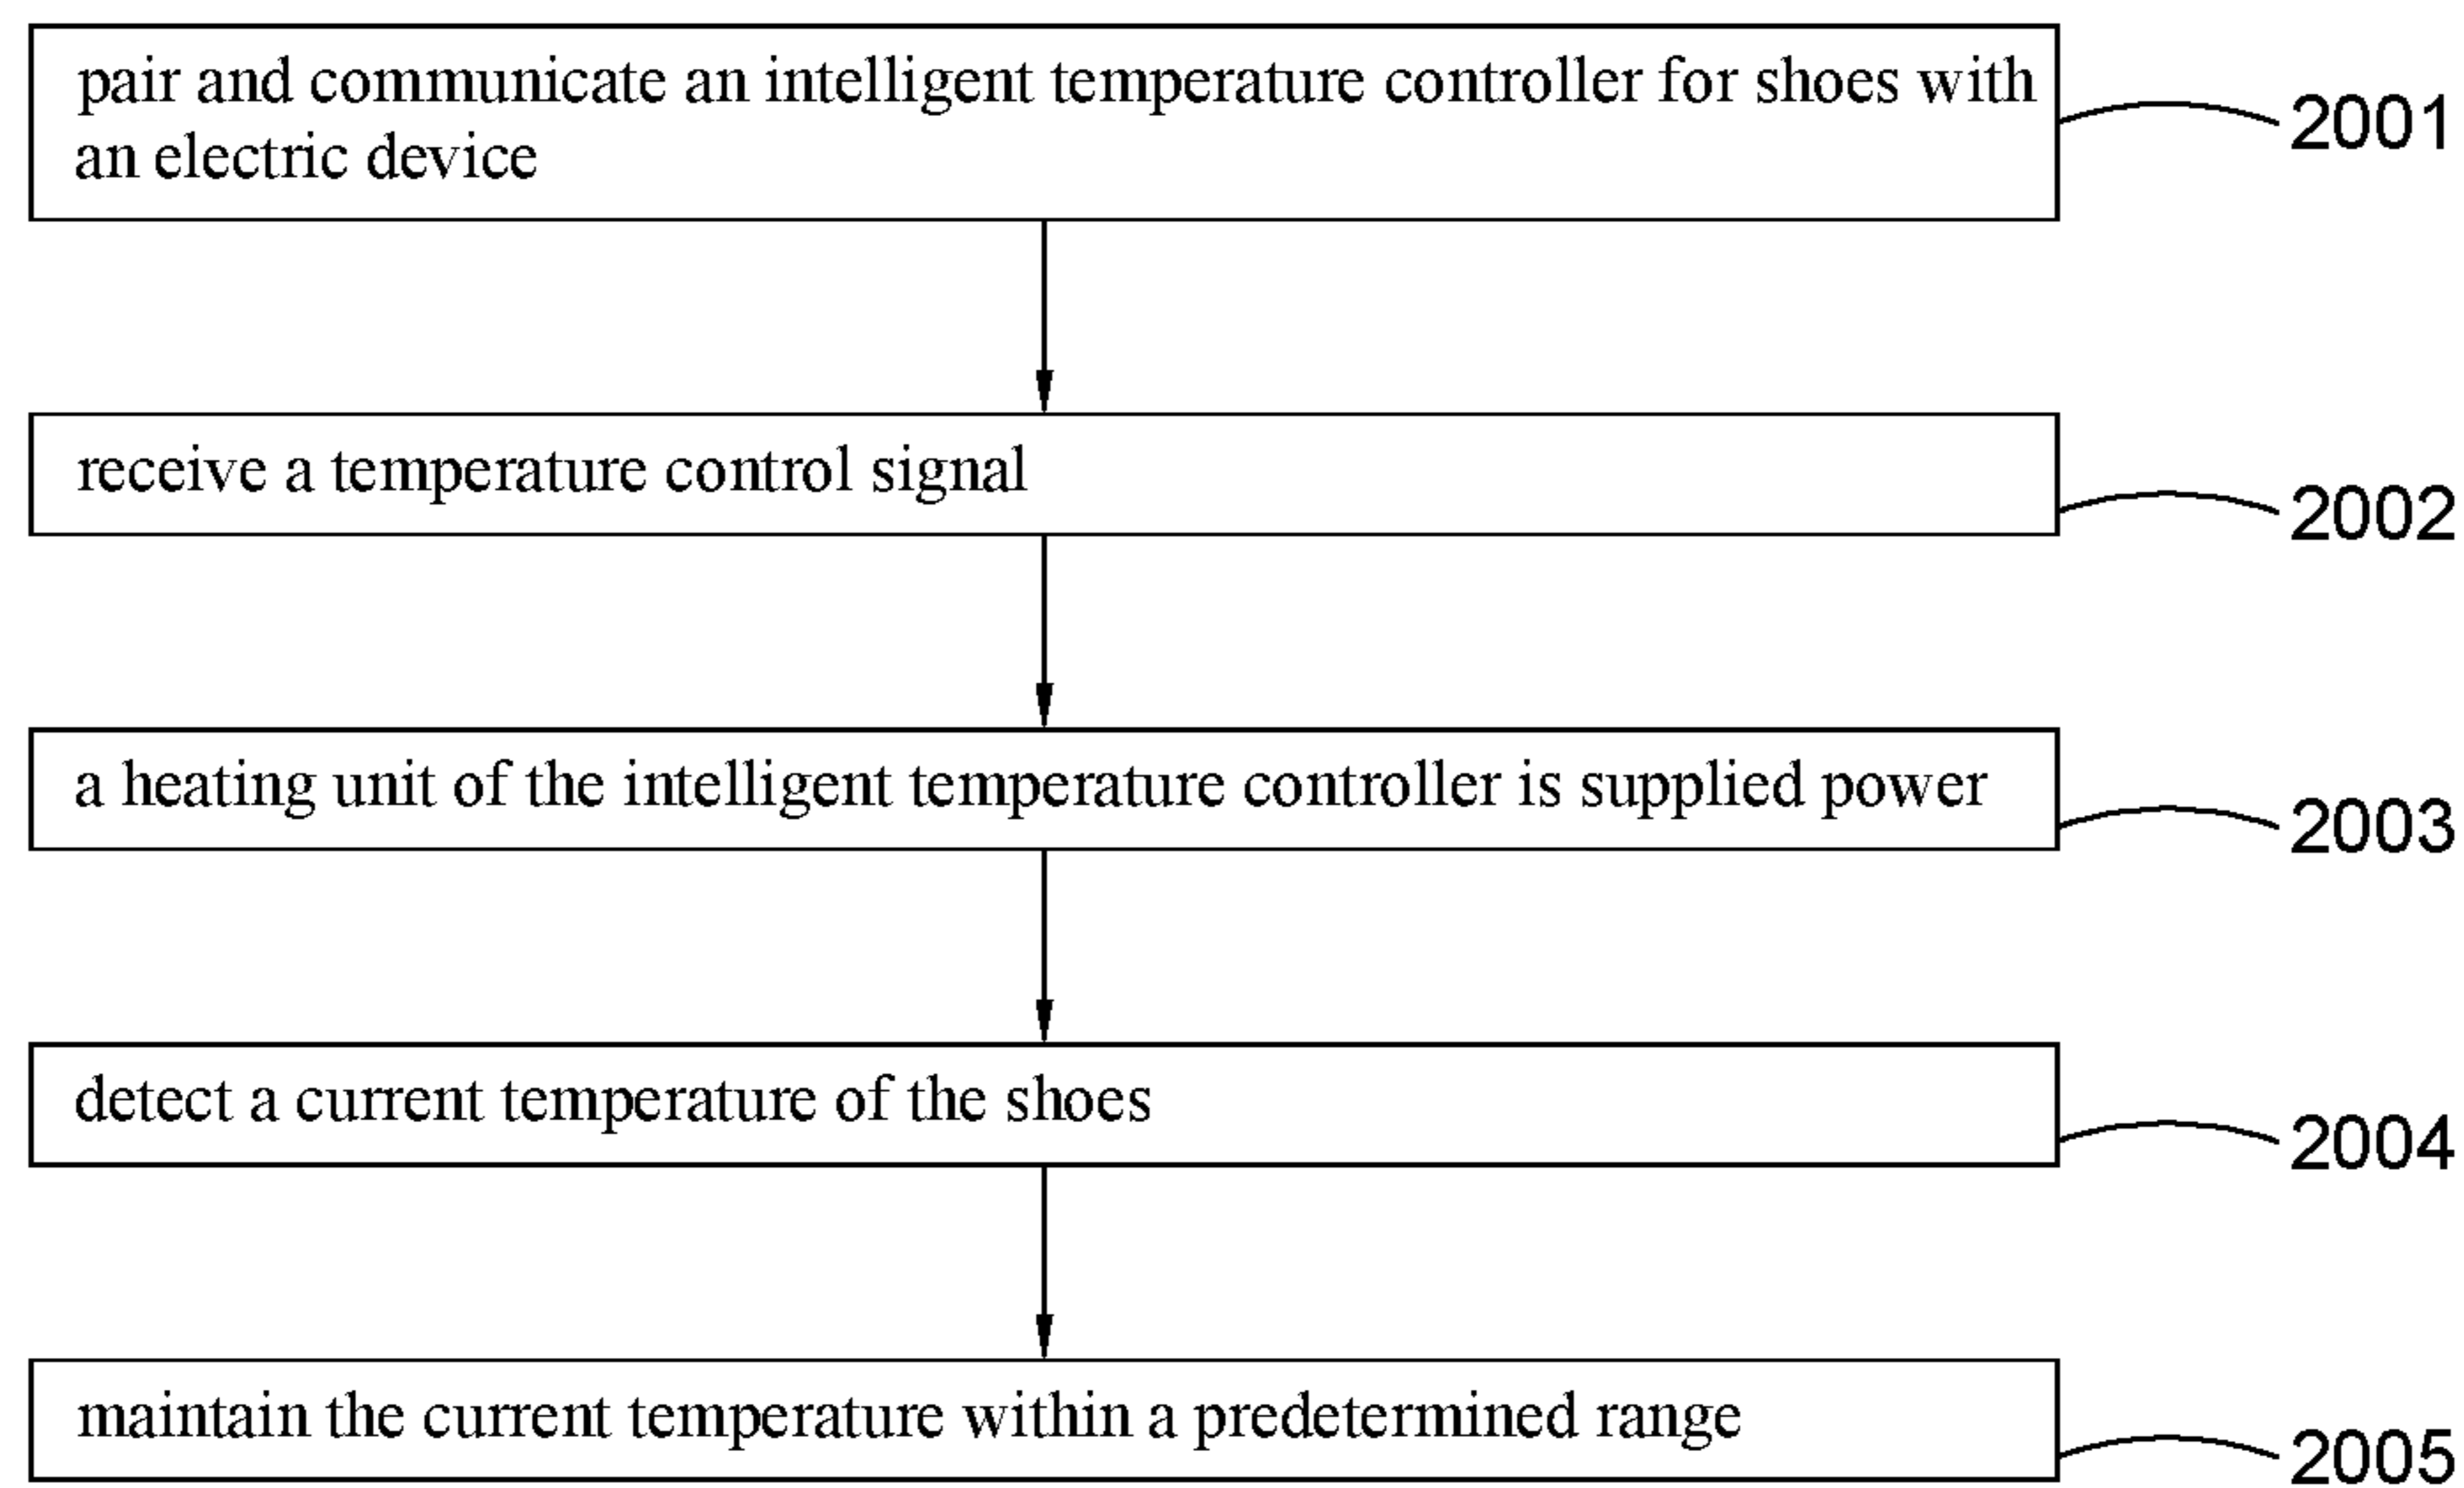 pair and communicate an intelligent temperature controller for shoes with
an electric device
2001
receive a temperature control signal
2002
a heating unit of the intelligent temperature controller is supplied power
2003
detect a current temperature of the shoes
2004
maintain the current temperature within a predetermined range
2005